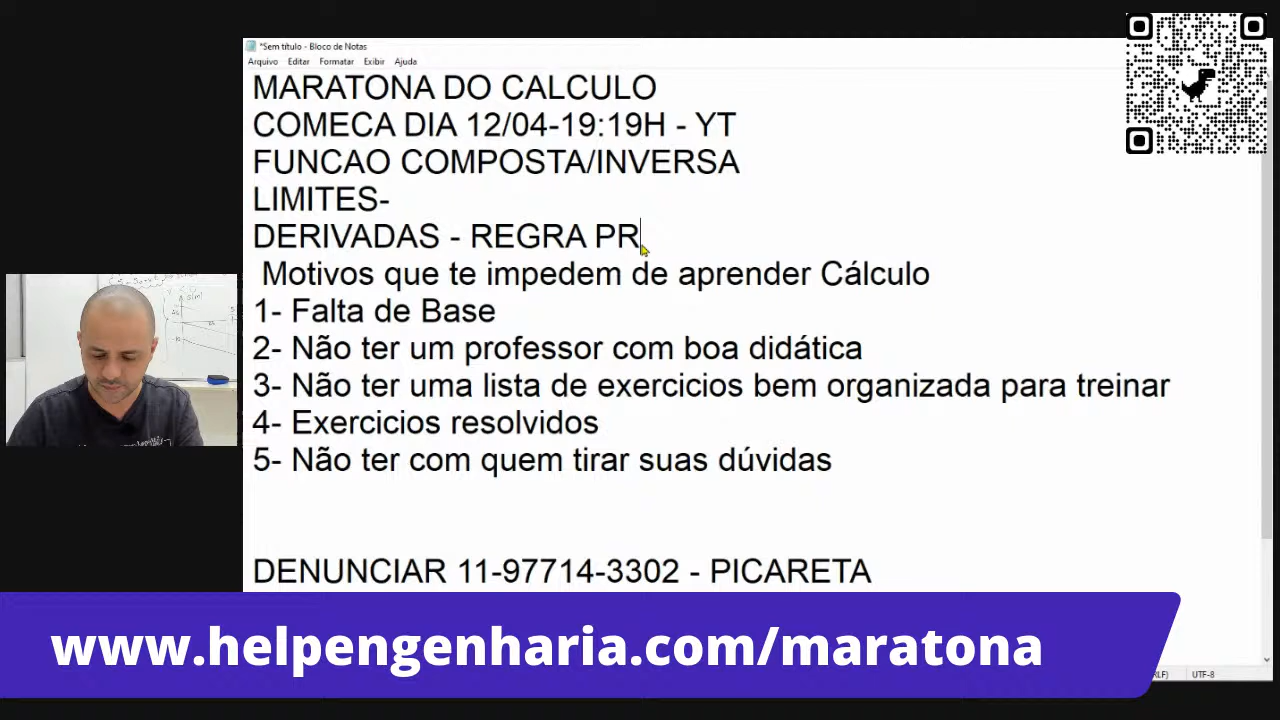 *Sem título - Bloco de Notas
Arquivo Editar Formatar Exibir Ajuda
MARATONA DO CALCULO
COMECA DIA 12/04-19:19H - YT
FUNCAO COMPOSTA/INVERSA
LIMITES-
DERIVADAS - REGRA PR
Motivos que te impedem de aprender Cálculo
1- Falta de Base
2- Não ter um professor com boa didática
3- Não ter uma lista de exercicios bem organizada para treinar
4- Exercicios resolvidos
5- Não ter com quem tirar suas dúvidas
DENUNCIAR 11-97714-3302 - PICARETA
www.helpengenharia.com/maratona
UTF-8